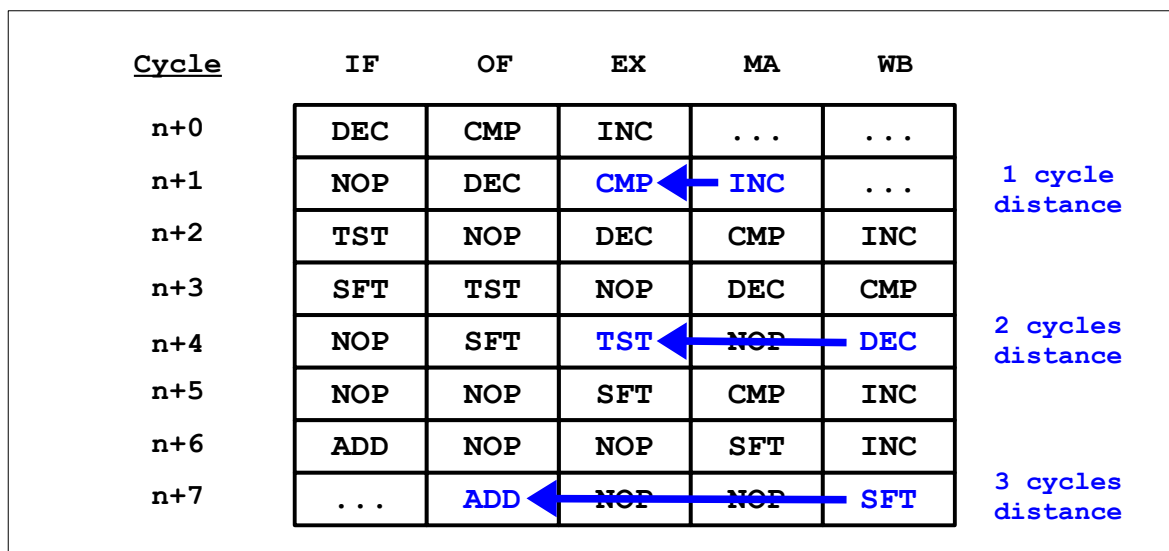 Cycle IF OF EX MA WB
n+0 DEC CMP INC ... ...
n+1 NOP DEC CMP INC ... 1 cycle
distance
n+2 TST NOP DEC CMP INC
n+3 SFT TST NOP DEC CMP
n+4 NOP SFT TST NOP DEC 2 cycles
distance
n+5 NOP NOP SFT CMP INC
n+6 ADD NOP NOP SFT INC
n+7 ... ADD NOP NOP SFT 3 cycles
distance